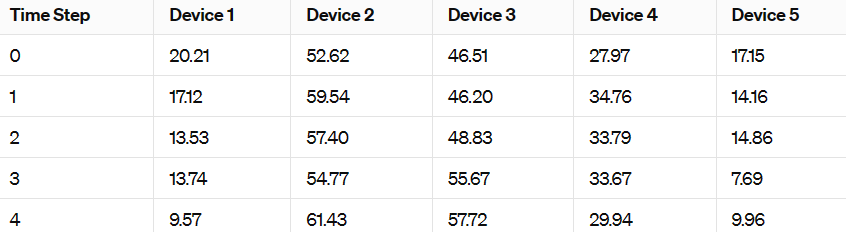 Time Step Device 1 Device 2 Device 3 Device 4 Device 5
0 20.21 52.62 46.51 27.97 17.15
1 17.12 59.54 46.20 34.76 14.16
2 13.53 57.40 48.83 33.79 14.86
3 13.74 54.77 55.67 33.67 7.69
4 9.57 61.43 57.72 29.94 9.96